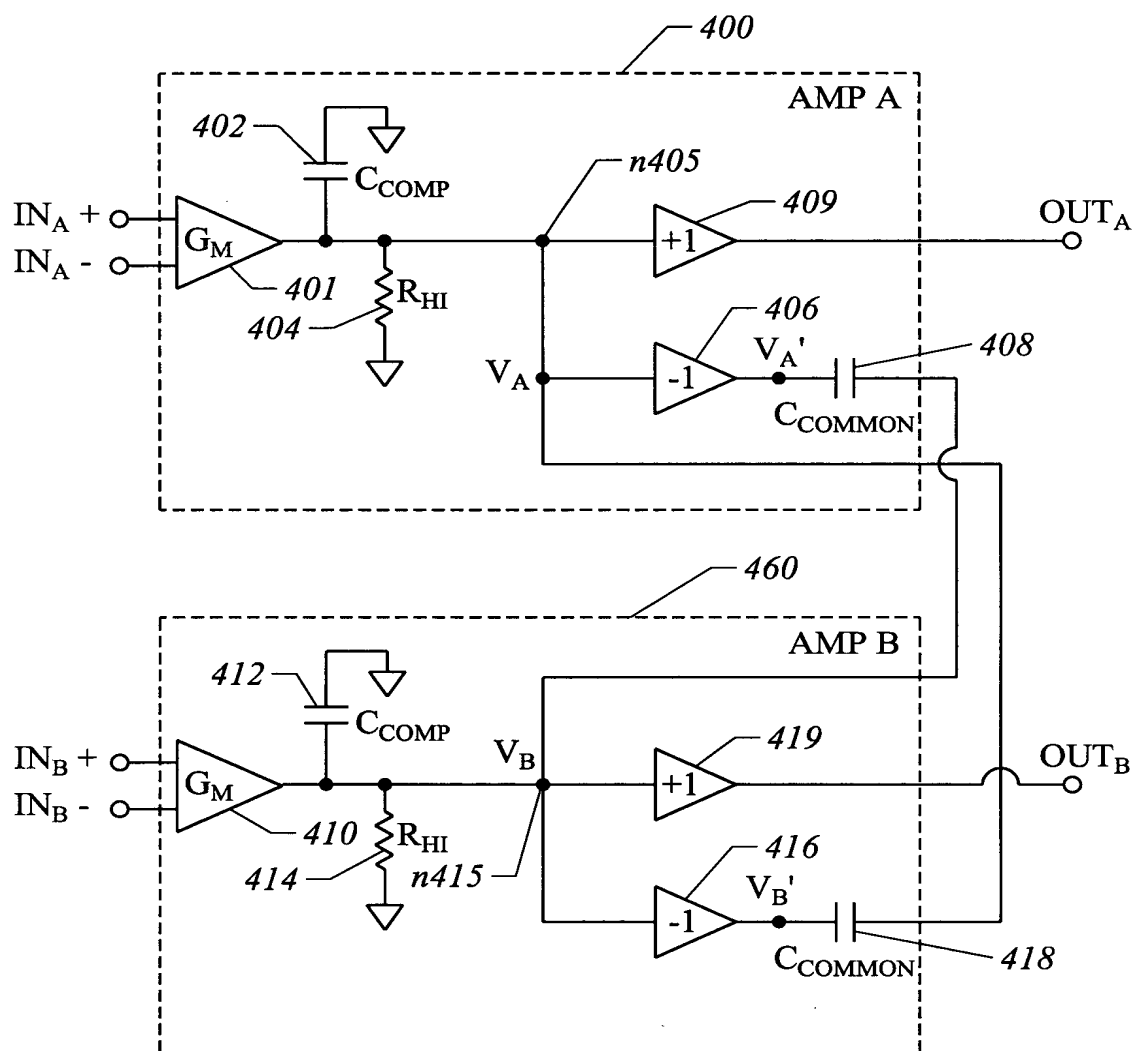 400
AMP A
402
C_COMP
n405
409
IN_A +
G_M
+1
OUT_A
IN_A -
401
R_HI
404
406
V_A
-1
V_A'
408
C_COMMON
460
AMP B
412
C_COMP
V_B
419
IN_B +
G_M
+1
OUT_B
IN_B -
410
R_HI
414
n415
416
-1
V_B'
C_COMMON
418